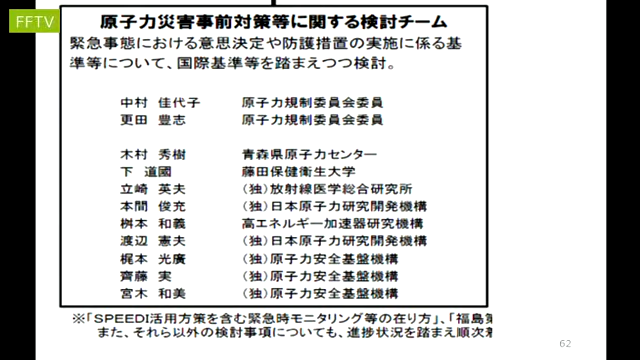 FFTV
原子力災害事前対策等に関する検討チーム
緊急事態における意思決定や防護措置の実施に係る基
準等について、国際基準等を踏まえつつ検討。
中村 佳代子 原子力規制委員会委員
更田 豊志 原子力規制委員会委員
木村 秀樹 青森県原子力センター
下 道國 藤田保健衛生大学
立崎 英夫 （独）放射線医学総合研究所
本間 俊充 （独）日本原子力研究開発機構
桝本 和義 高エネルギー加速器研究機構
渡辺 憲夫 （独）日本原子力研究開発機構
梶本 光廣 （独）原子力安全基盤機構
齊藤 実 （独）原子力安全基盤機構
宮木 和美 （独）原子力安全基盤機構
※「SPEEDI活用方策を含む緊急時モニタリング等の在り方」、「福島第
また、それら以外の検討事項についても、進捗状況を踏まえ順次
62